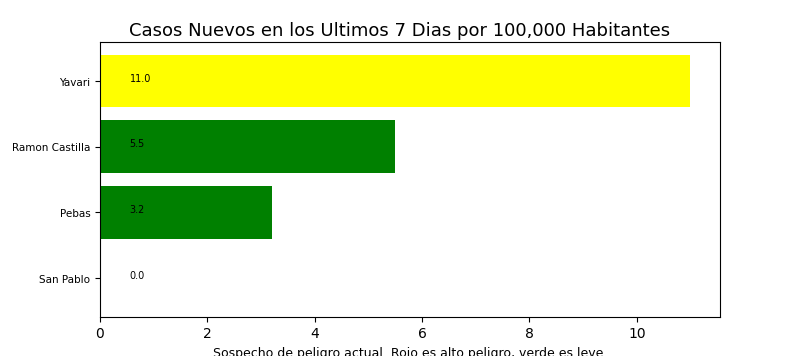 Casos Nuevos en los Ultimos 7 Dias por 100,000 Habitantes
Yavari
11.0
Ramon Castilla
5.5
Pebas
3.2
San Pablo
0.0
0 2 4 6 8 10
Sospecho de peligro actual. Rojo es alto peligro, verde es leve